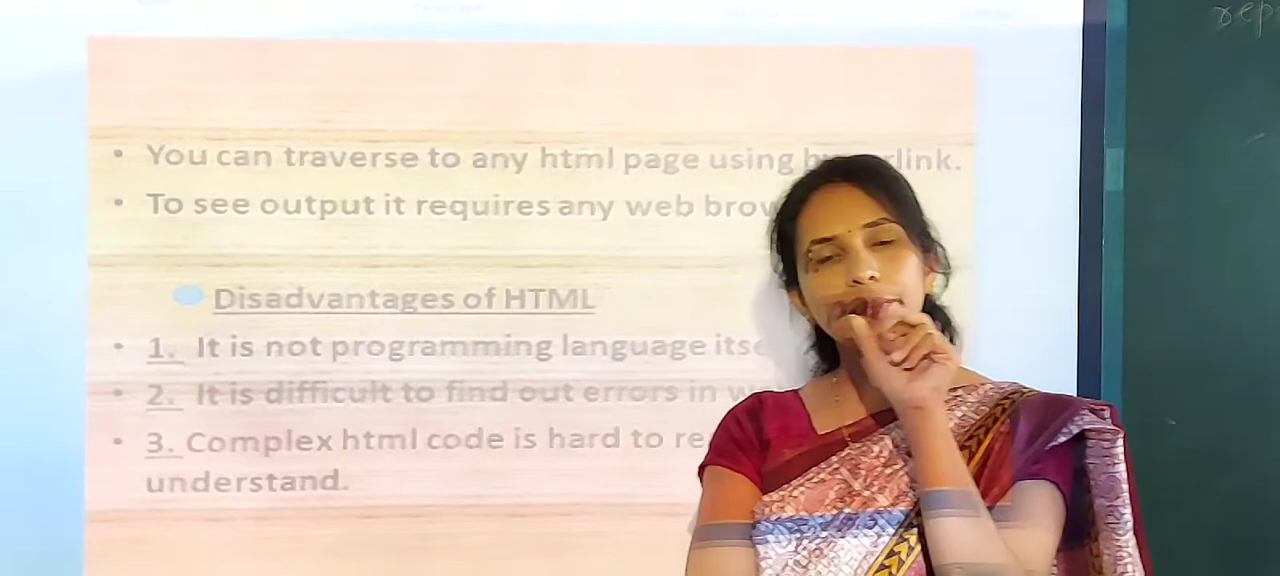 • You can traverse to any html page using
• To see output it requires any web
Disadvantages of HTML
• 1. It is not programming language
• 2. It is difficult to find out errors in
• 3. Complex html code is hard to
understand.